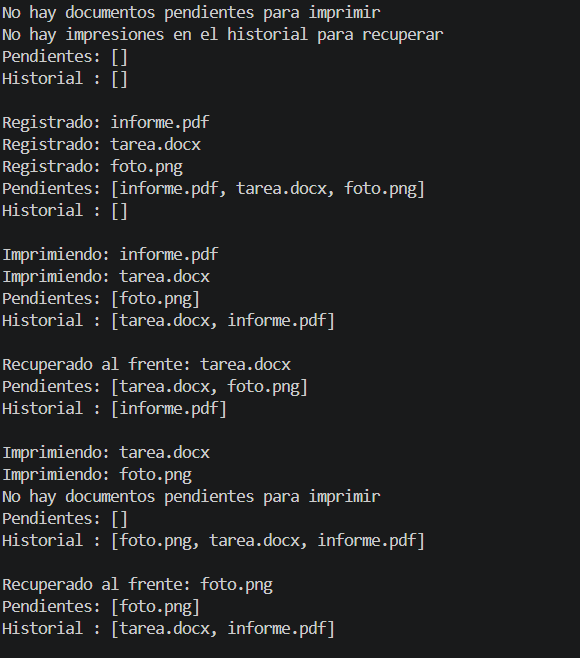 No hay documentos pendientes para imprimir
No hay impresiones en el historial para recuperar
Pendientes: []
Historial : []

Registrado: informe.pdf
Registrado: tarea.docx
Registrado: foto.png
Pendientes: [informe.pdf, tarea.docx, foto.png]
Historial : []

Imprimiendo: informe.pdf
Imprimiendo: tarea.docx
Pendientes: [foto.png]
Historial : [tarea.docx, informe.pdf]

Recuperado al frente: tarea.docx
Pendientes: [tarea.docx, foto.png]
Historial : [informe.pdf]

Imprimiendo: tarea.docx
Imprimiendo: foto.png
No hay documentos pendientes para imprimir
Pendientes: []
Historial : [foto.png, tarea.docx, informe.pdf]

Recuperado al frente: foto.png
Pendientes: [foto.png]
Historial : [tarea.docx, informe.pdf]